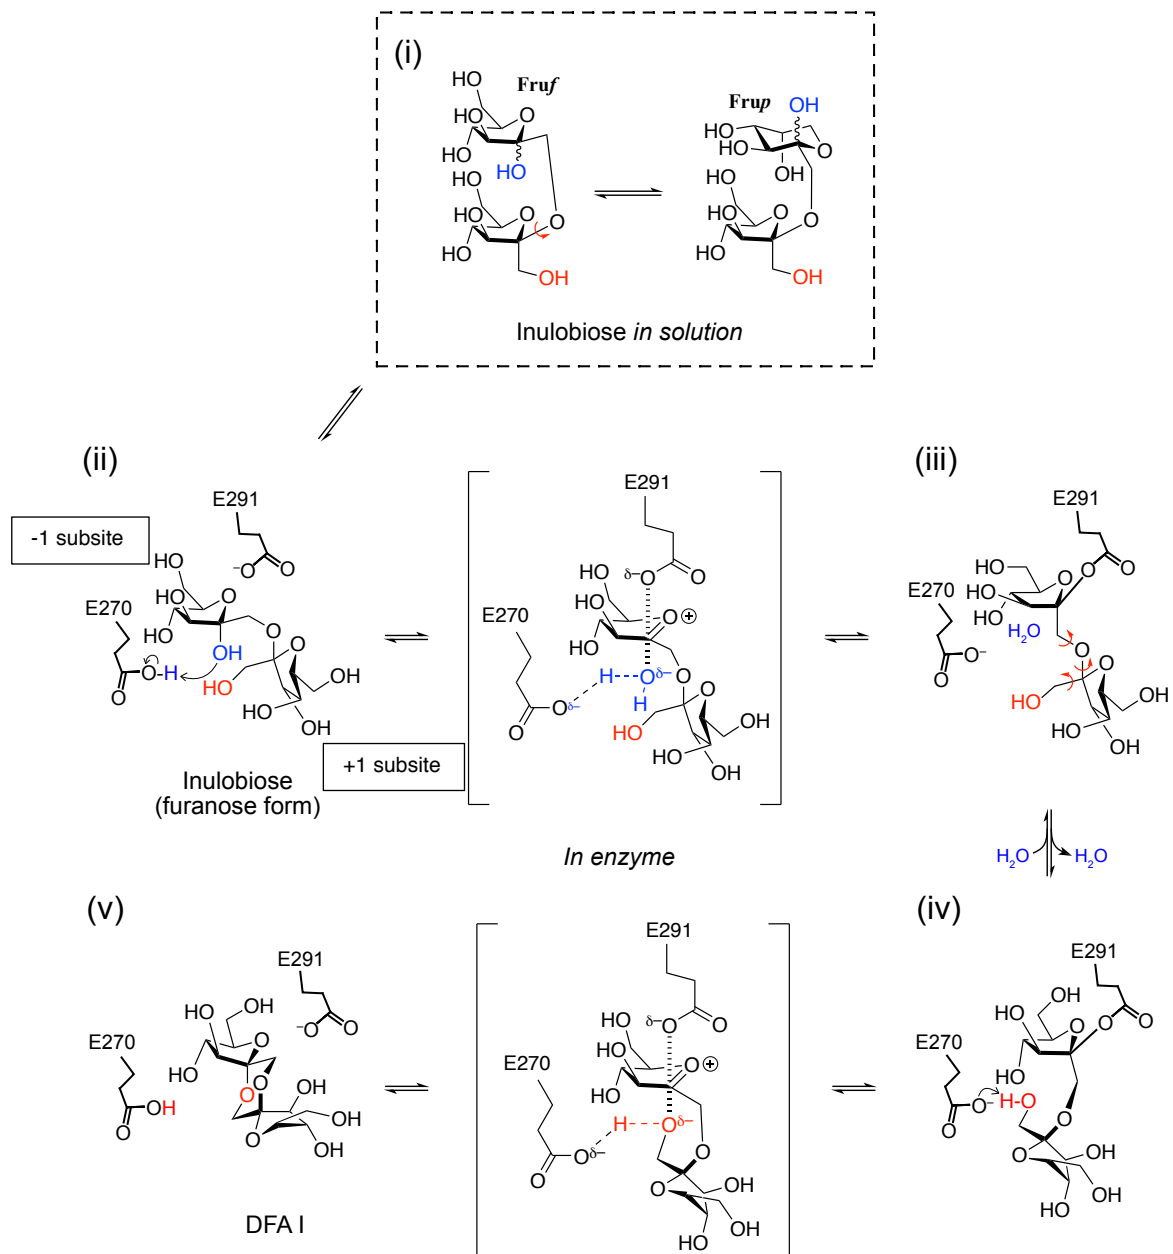 (i)
HO
Fruf
HO
HO
HO
O
HO
HO
HO
HO
HO
O
O
OH
Frup
OH
HO
HO
O
OH
HO
HO
HO
HO
O
O
OH
Inulobiose in solution
(ii)
-1 subsite
E291
⁻O
O
HO
HO
HO
O
E270
O
O-H
OH
O
HO
O
OH
HO
OH
Inulobiose
(furanose form)
+1 subsite
E291
δ–
O
O
HO
HO
HO
O
⊕
E270
H
O
δ–
H
O
O
δ–
HO
O
OH
HO
OH
In enzyme
(iii)
E291
O
O
HO
O
HO
HO
H₂O
E270
O
O⁻
O
O
HO
OH
HO
OH
H₂O
H₂O
(v)
E291
⁻O
O
OH
HO
HO
O
E270
O
OH
O
O
O
OH
OH
OH
DFA I
E291
δ–
O
O
HO
HO
HO
O
⊕
E270
H
O
δ–
O
O
δ–
O
O
OH
OH
OH
(iv)
E291
O
O
OH
HO
HO
HO
O
E270
O
O⁻
H-O
O
O
OH
OH
OH